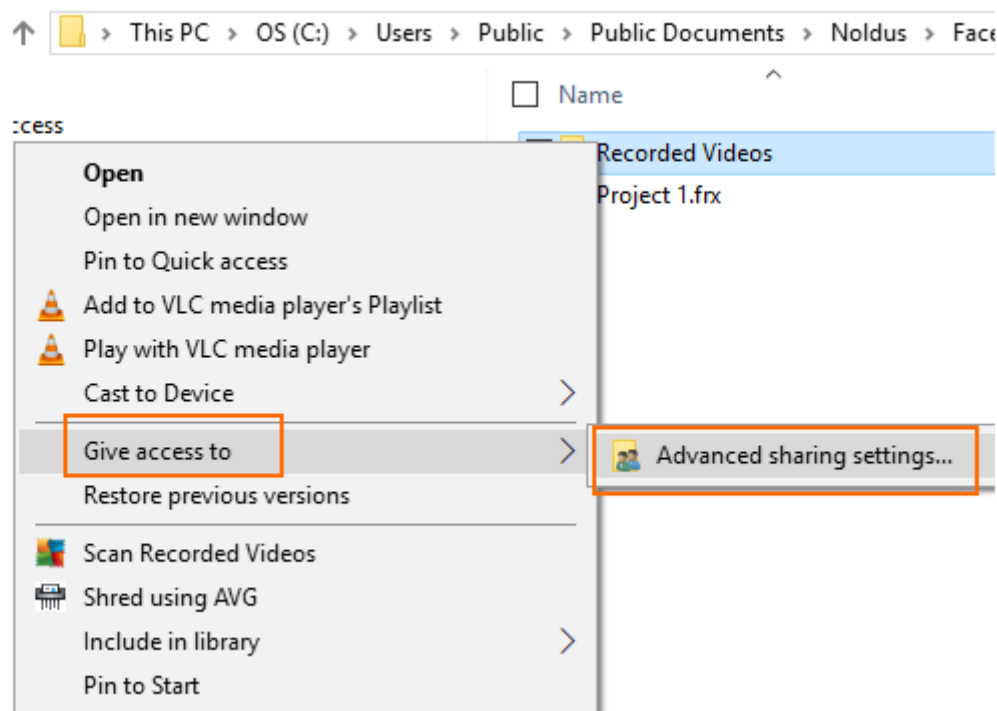 This PC > OS (C:) > Users > Public > Public Documents > Noldus > Face
Name
ccess
Recorded Videos
Project 1.frx
Open
Open in new window
Pin to Quick access
Add to VLC media player's Playlist
Play with VLC media player
Cast to Device
Give access to
Advanced sharing settings...
Restore previous versions
Scan Recorded Videos
Shred using AVG
Include in library
Pin to Start